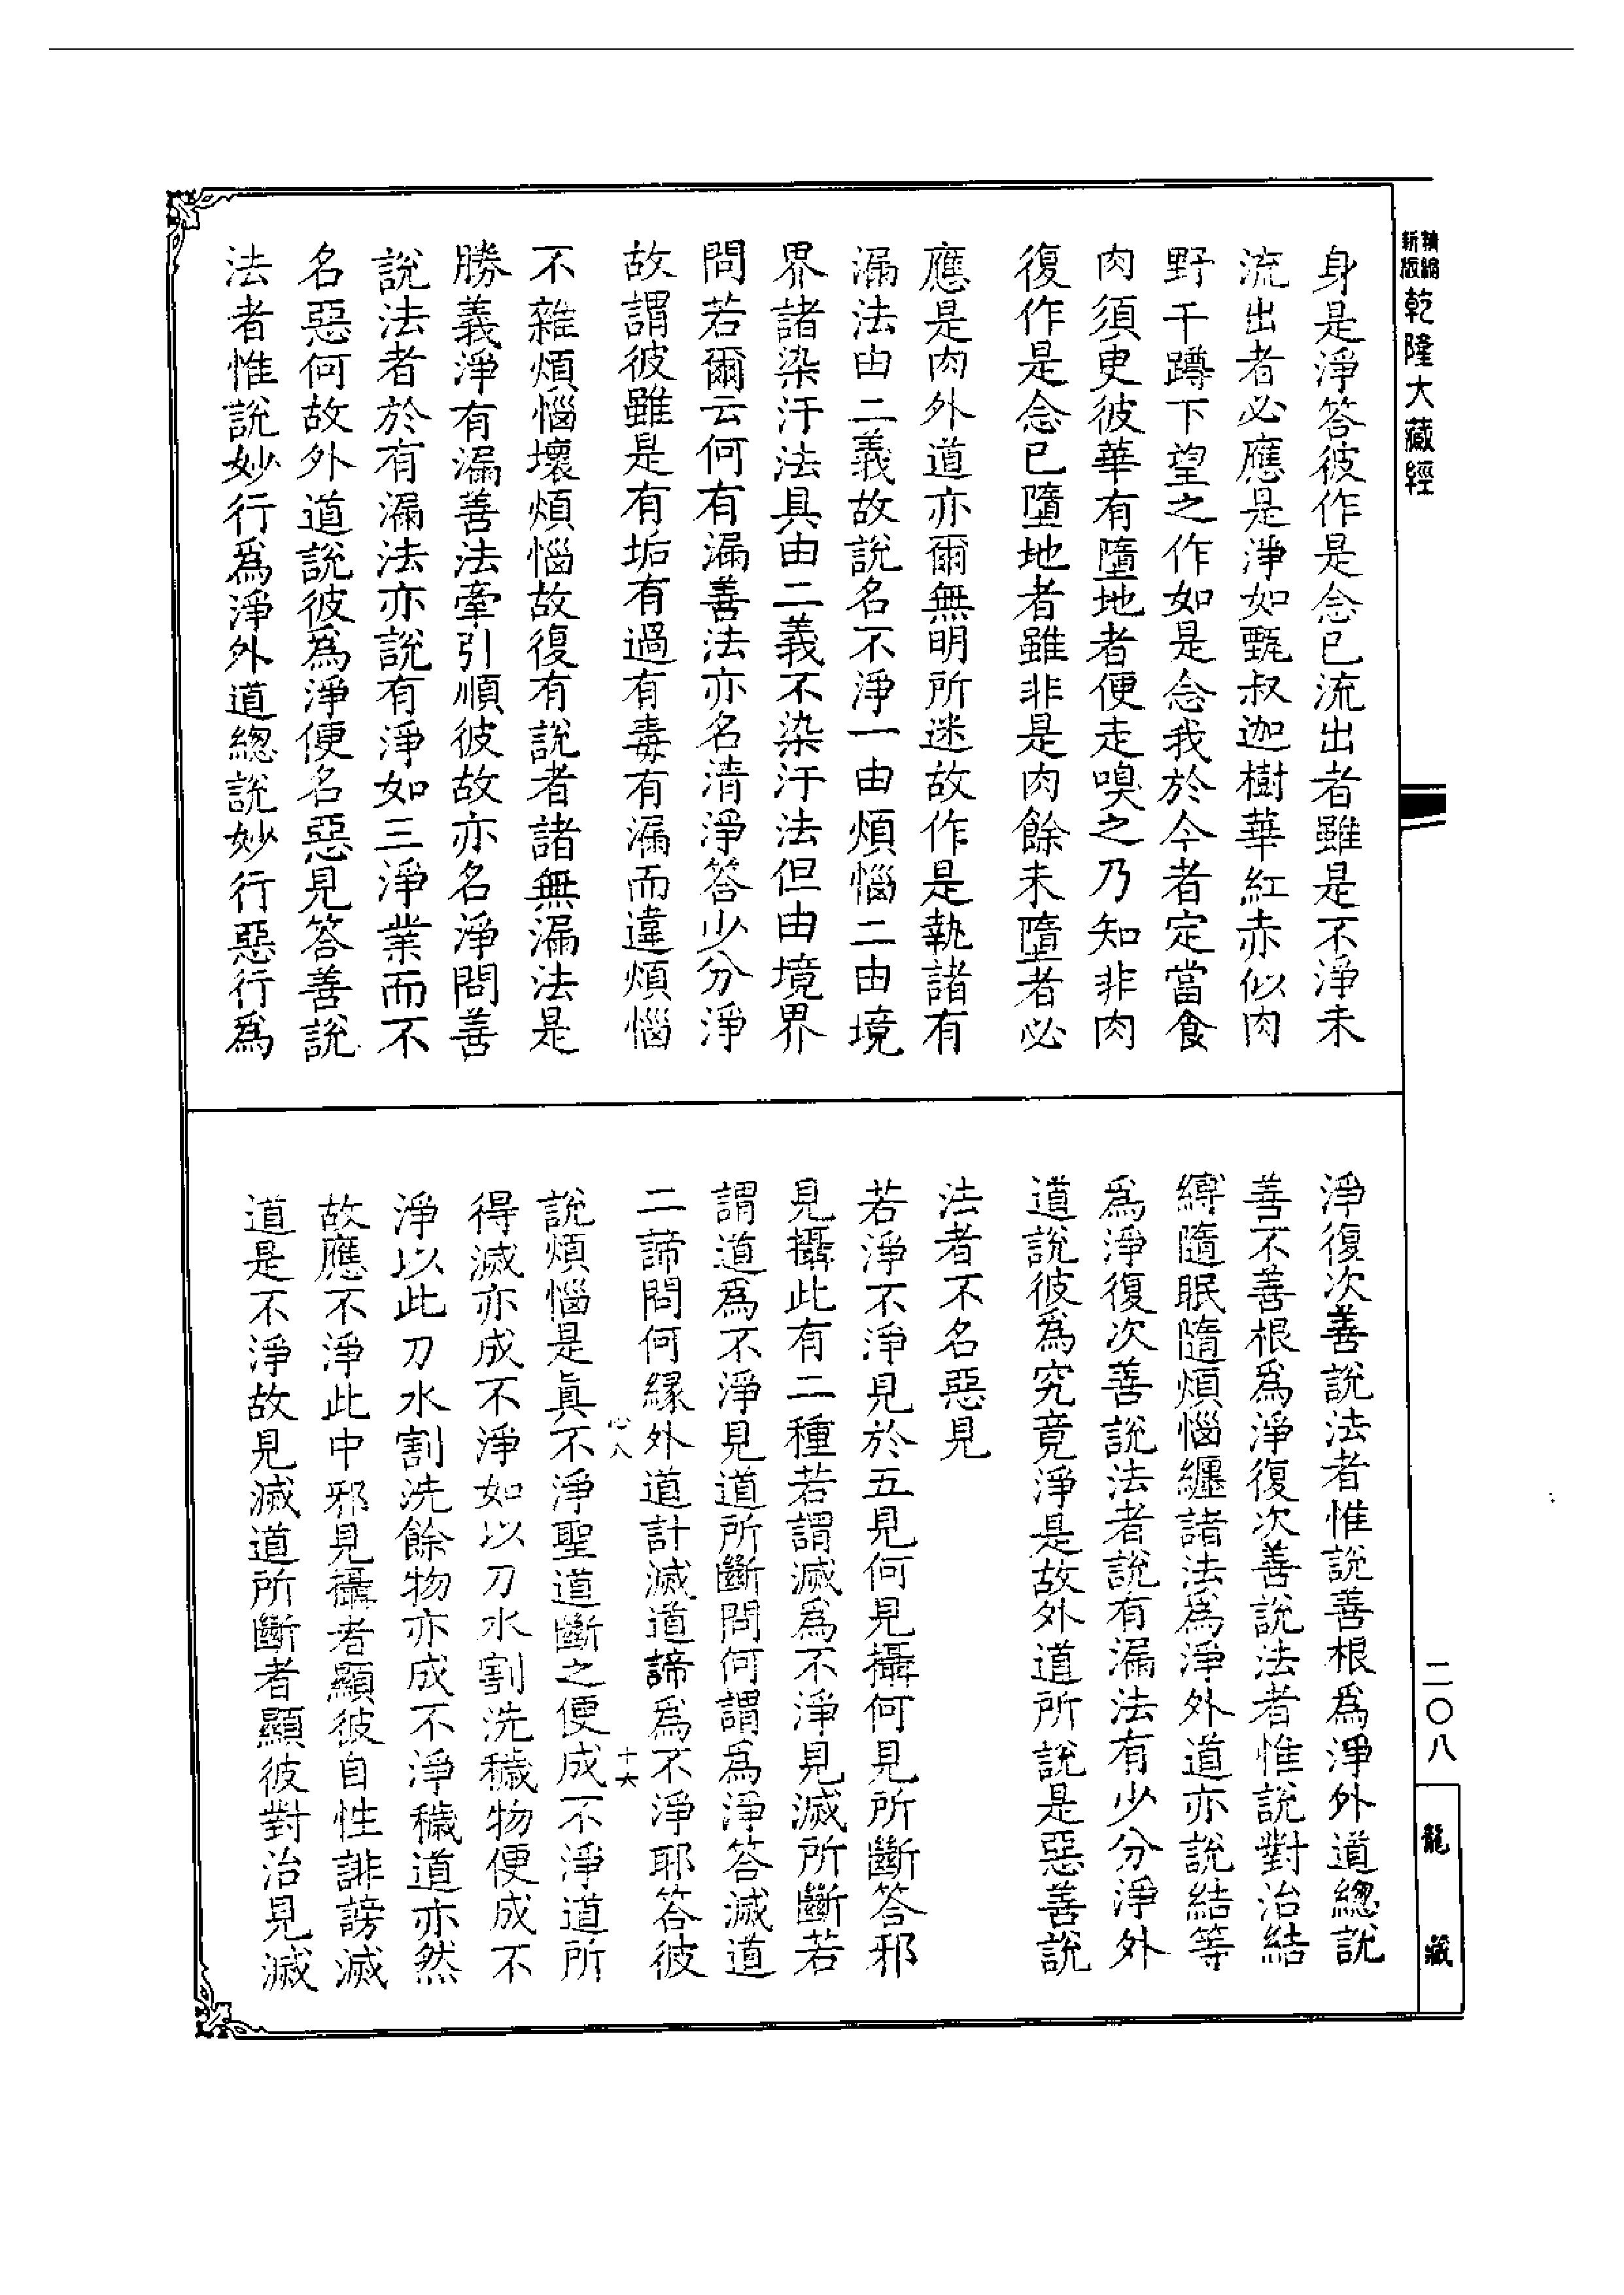 新版
精縮
乾隆大藏經
身是淨答彼作是念已流出者雖是不淨未
流出者必應是淨如甄叔迦樹華紅赤似肉
野干蹲下望之作如是念我於今者定當食
肉須臾彼華有墮地者便走嗅之乃知非肉
復作是念已墮地者雖非是肉餘未墮者必
應是肉外道亦爾無明所迷故作是執諸有
漏法由二義故說名不淨一由煩惱二由境
界諸染汙法具由二義不染汙法但由境界
問若爾云何有漏善法亦名清淨答少分淨
故謂彼雖是有垢有過有毒有漏而違煩惱
不雜煩惱壞煩惱故復有說者諸無漏法是
勝義淨有漏善法牽引順彼故亦名淨問善
說法者於有漏法亦說有淨如三淨業而不
名惡何故外道說彼為淨便名惡見答善說
法者惟說妙行為淨外道總說妙行惡行為
淨復次善說法者惟說善根為淨外道總說
善不善根為淨復次善說法者惟說對治結
縛隨眠隨煩惱纏諸法為淨外道亦說結等
為淨復次善說法者說有漏法有少分淨外
道說彼為究竟淨是故外道所說是惡善說
法者不名惡見
若淨不淨見於五見何見攝何見所斷答邪
見攝此有二種若謂滅為不淨見滅所斷若
謂道為不淨見道所斷問何謂為淨答滅道
二諦問何緣外道計滅道諦為不淨耶答彼
說煩惱是真不淨聖道斷之便成不淨道所
得滅亦成不淨如以刀水割洗穢物便成不
淨以此刀水割洗餘物亦成不淨穢道亦然
故應不淨此中邪見攝者顯彼自性誹謗滅
道是不淨故見滅道所斷者顯彼對治見滅
二〇八
龍藏